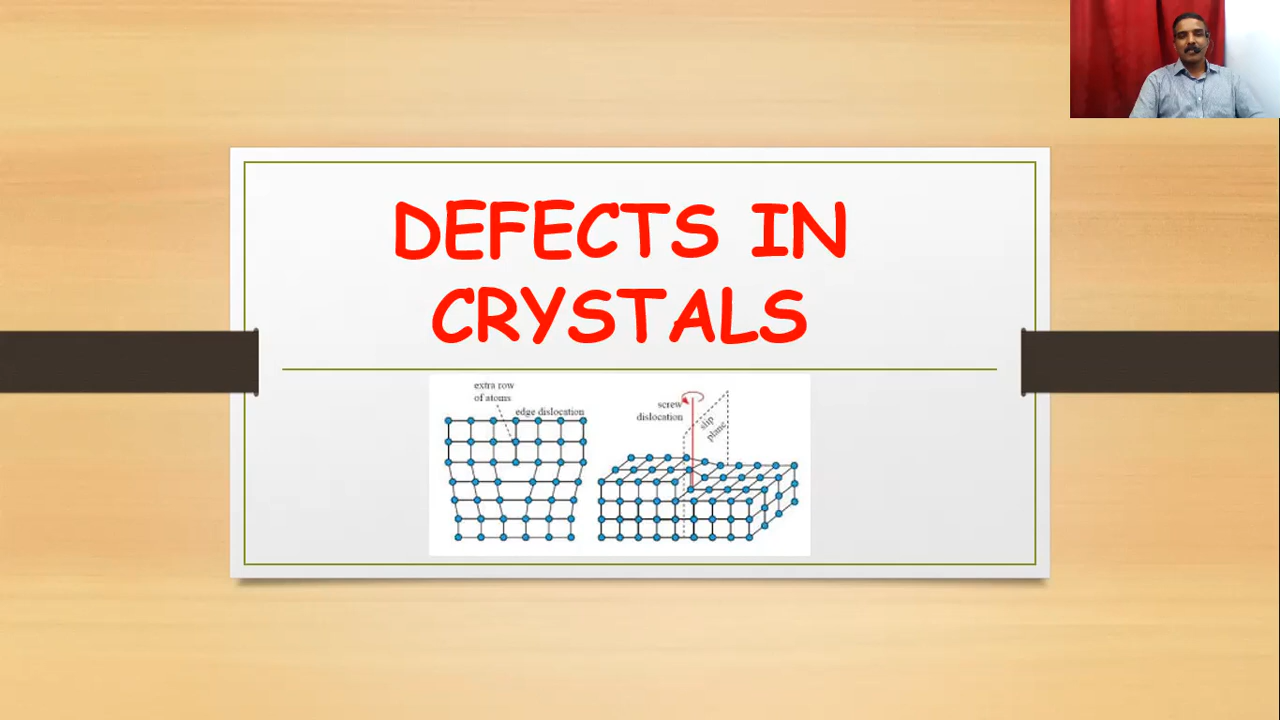 DEFECTS IN
CRYSTALS
extra row
of atoms
edge dislocation
screw
dislocation
slip
plane